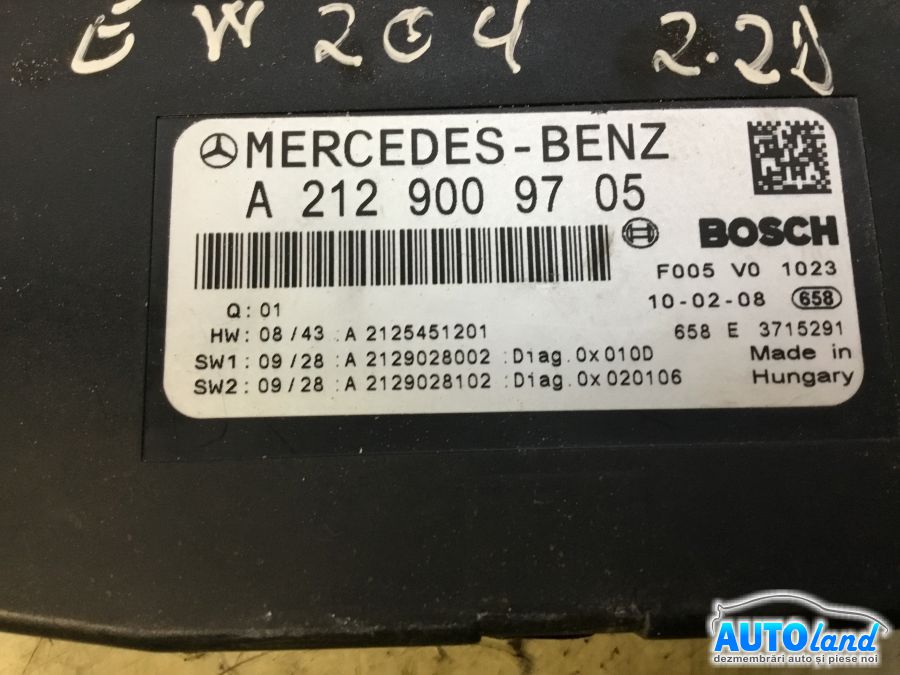 E W 204 2.2D
MERCEDES-BENZ
A 212 900 97 05
BOSCH
F005 V0 1023
Q: 01
10-02-08 658
HW: 08/43 :A 2125451201
658 E 3715291
SW1: 09/28 :A 2129028002 :Diag.0x010D
Made in
SW2: 09/28 :A 2129028102 :Diag.0x020106
Hungary
AUTOland
dezmembrări auto și piese noi